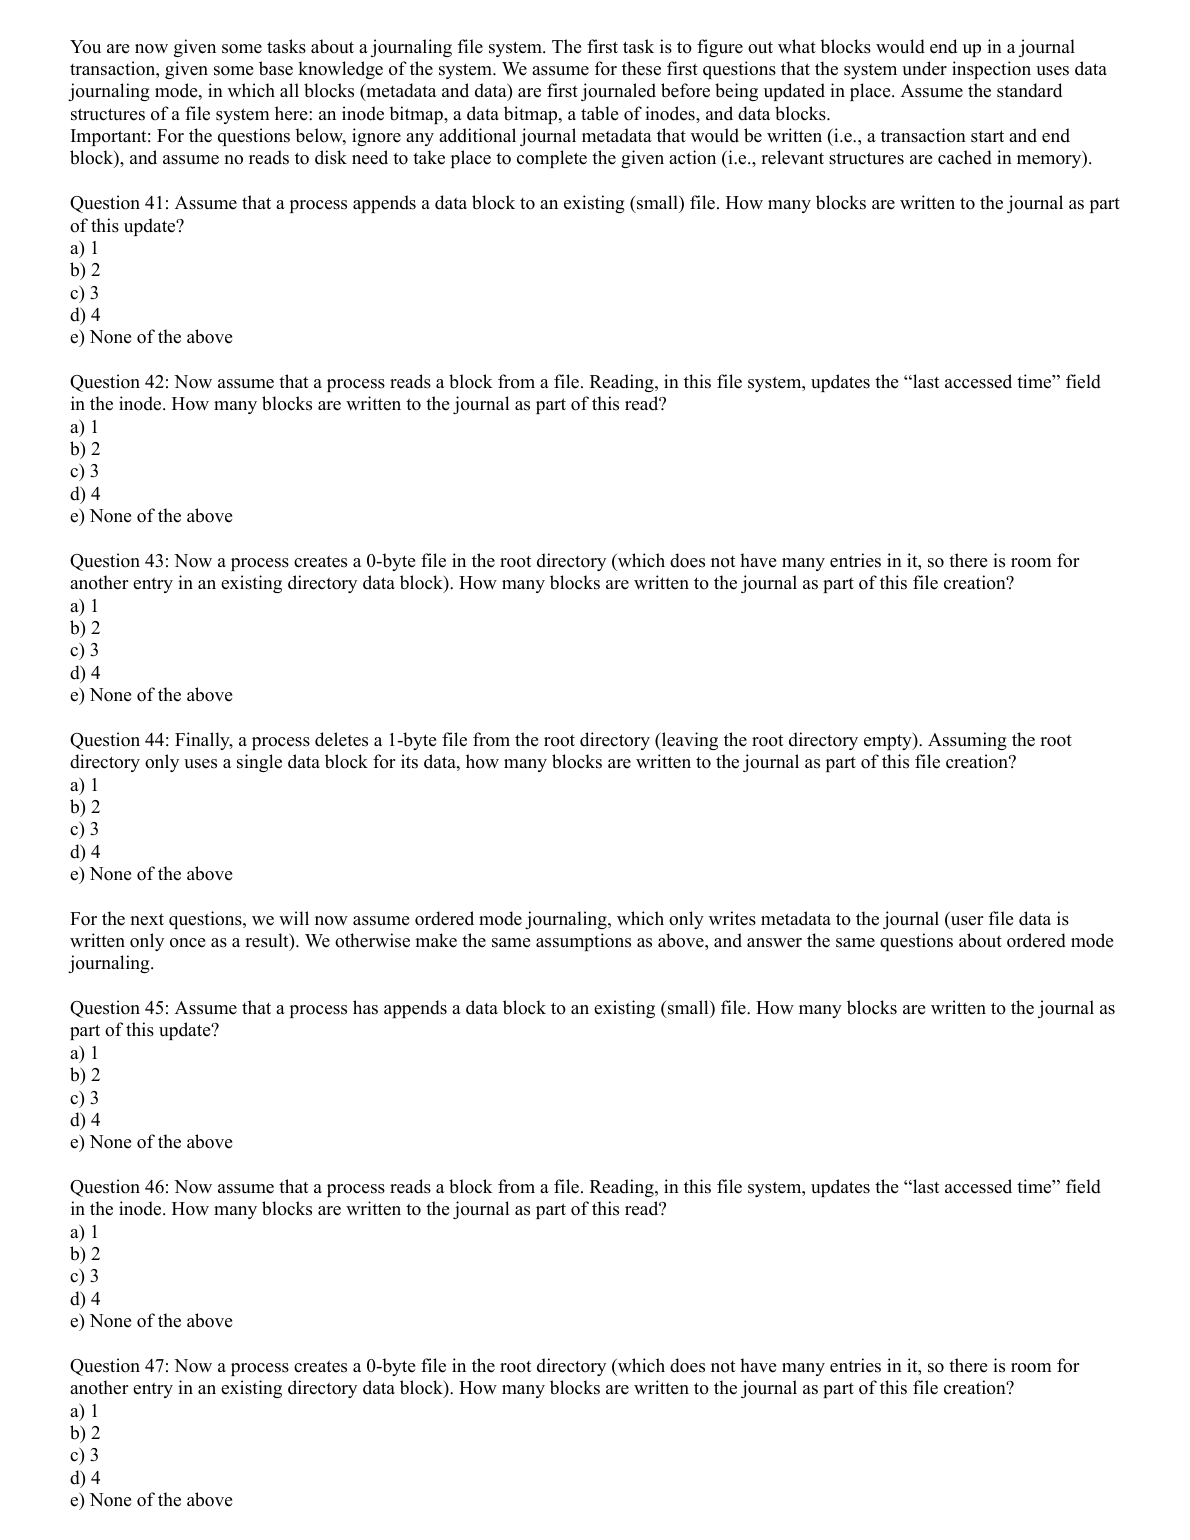 You are now given some tasks about a journaling file system. The first task is to figure out what blocks would end up in a journal
transaction, given some base knowledge of the system. We assume for these first questions that the system under inspection uses data
journaling mode, in which all blocks (metadata and data) are first journaled before being updated in place. Assume the standard
structures of a file system here: an inode bitmap, a data bitmap, a table of inodes, and data blocks.
Important: For the questions below, ignore any additional journal metadata that would be written (i.e., a transaction start and end
block), and assume no reads to disk need to take place to complete the given action (i.e., relevant structures are cached in memory).
Question 41: Assume that a process appends a data block to an existing (small) file. How many blocks are written to the journal as part
of this update?
a) 1
b) 2
c) 3
d) 4
e) None of the above
Question 42: Now assume that a process reads a block from a file. Reading, in this file system, updates the “last accessed time” field
in the inode. How many blocks are written to the journal as part of this read?
a) 1
b) 2
c) 3
d) 4
e) None of the above
Question 43: Now a process creates a 0-byte file in the root directory (which does not have many entries in it, so there is room for
another entry in an existing directory data block). How many blocks are written to the journal as part of this file creation?
a) 1
b) 2
c) 3
d) 4
e) None of the above
Question 44: Finally, a process deletes a 1-byte file from the root directory (leaving the root directory empty). Assuming the root
directory only uses a single data block for its data, how many blocks are written to the journal as part of this file creation?
a) 1
b) 2
c) 3
d) 4
e) None of the above
For the next questions, we will now assume ordered mode journaling, which only writes metadata to the journal (user file data is
written only once as a result). We otherwise make the same assumptions as above, and answer the same questions about ordered mode
journaling.
Question 45: Assume that a process has appends a data block to an existing (small) file. How many blocks are written to the journal as
part of this update?
a) 1
b) 2
c) 3
d) 4
e) None of the above
Question 46: Now assume that a process reads a block from a file. Reading, in this file system, updates the “last accessed time” field
in the inode. How many blocks are written to the journal as part of this read?
a) 1
b) 2
c) 3
d) 4
e) None of the above
Question 47: Now a process creates a 0-byte file in the root directory (which does not have many entries in it, so there is room for
another entry in an existing directory data block). How many blocks are written to the journal as part of this file creation?
a) 1
b) 2
c) 3
d) 4
e) None of the above